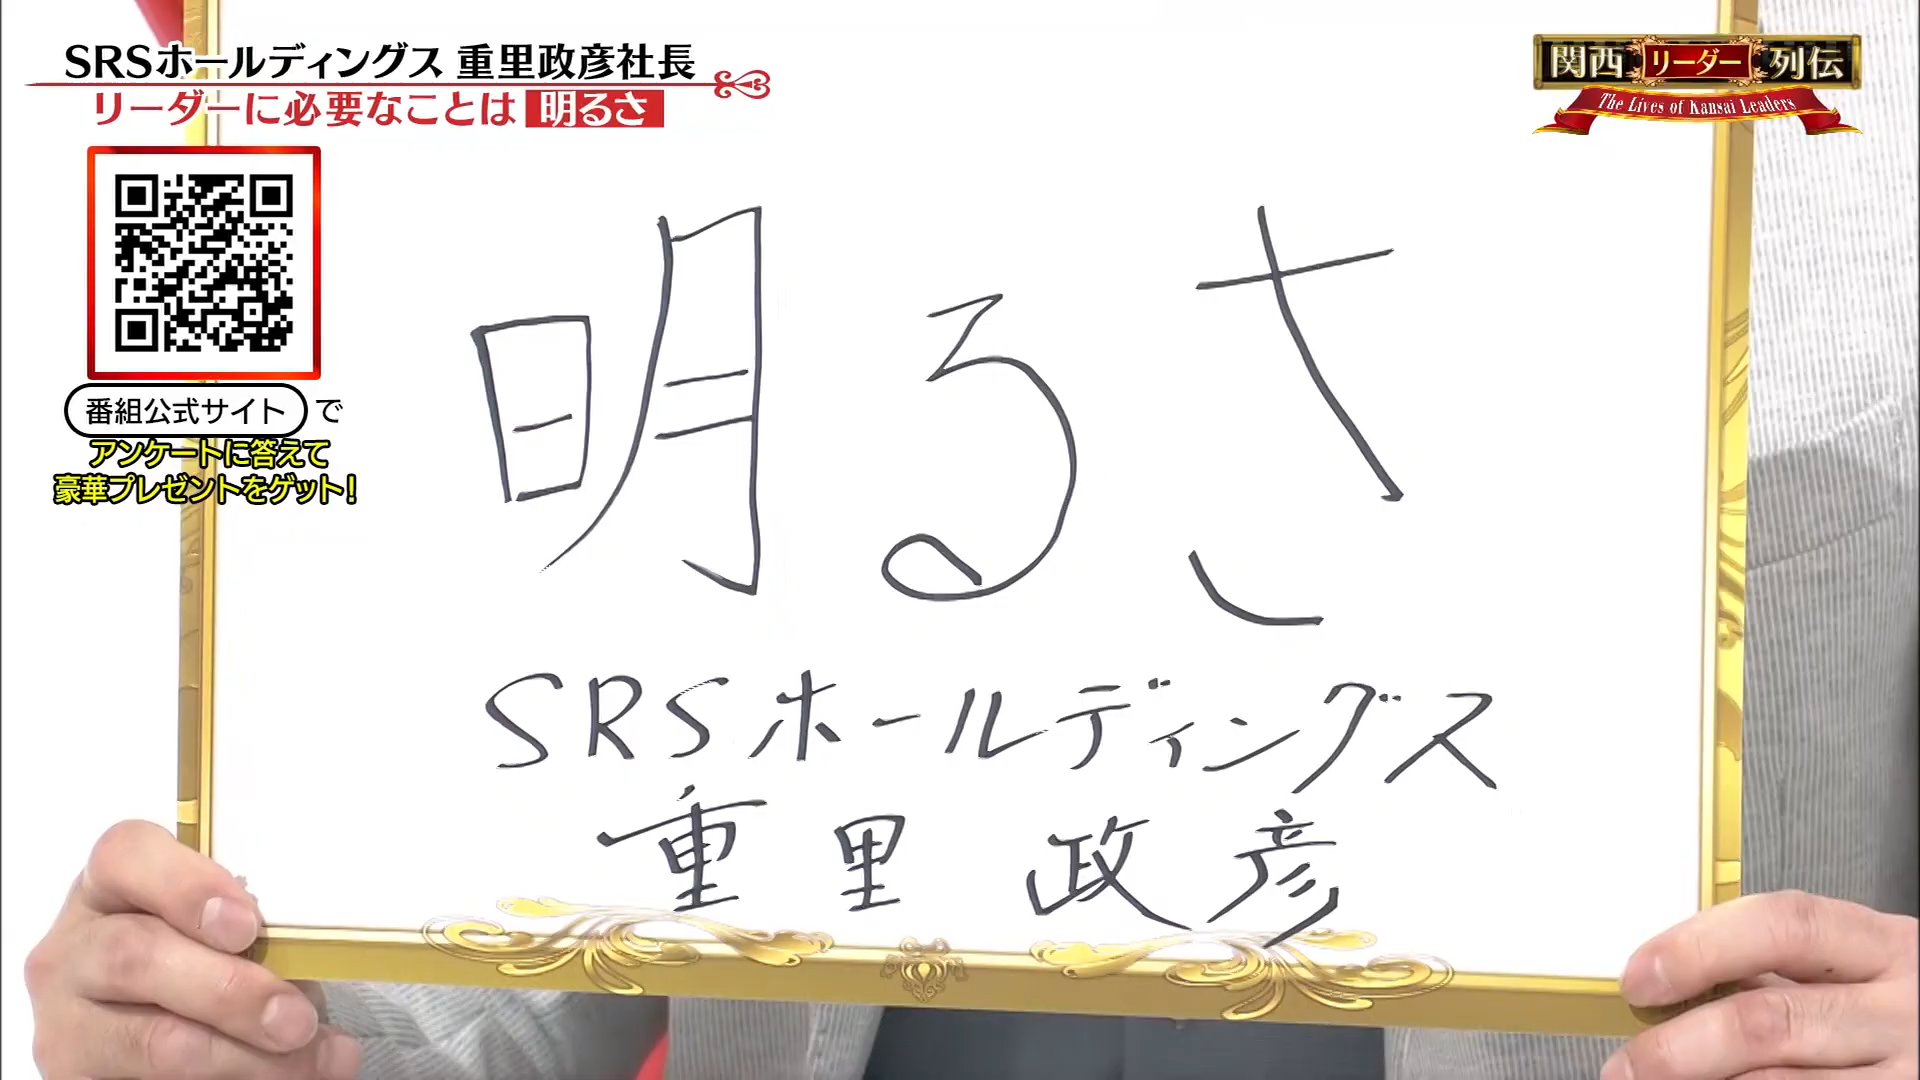 SRSホールディングス 重里政彦社長
リーダーに必要なことは 明るさ
関西 リーダー 列伝
The Lives of Kansai Leaders
番組公式サイト で
アンケートに答えて
豪華プレゼントをゲット!
明るさ
SRSホールディングス
重里 政彦